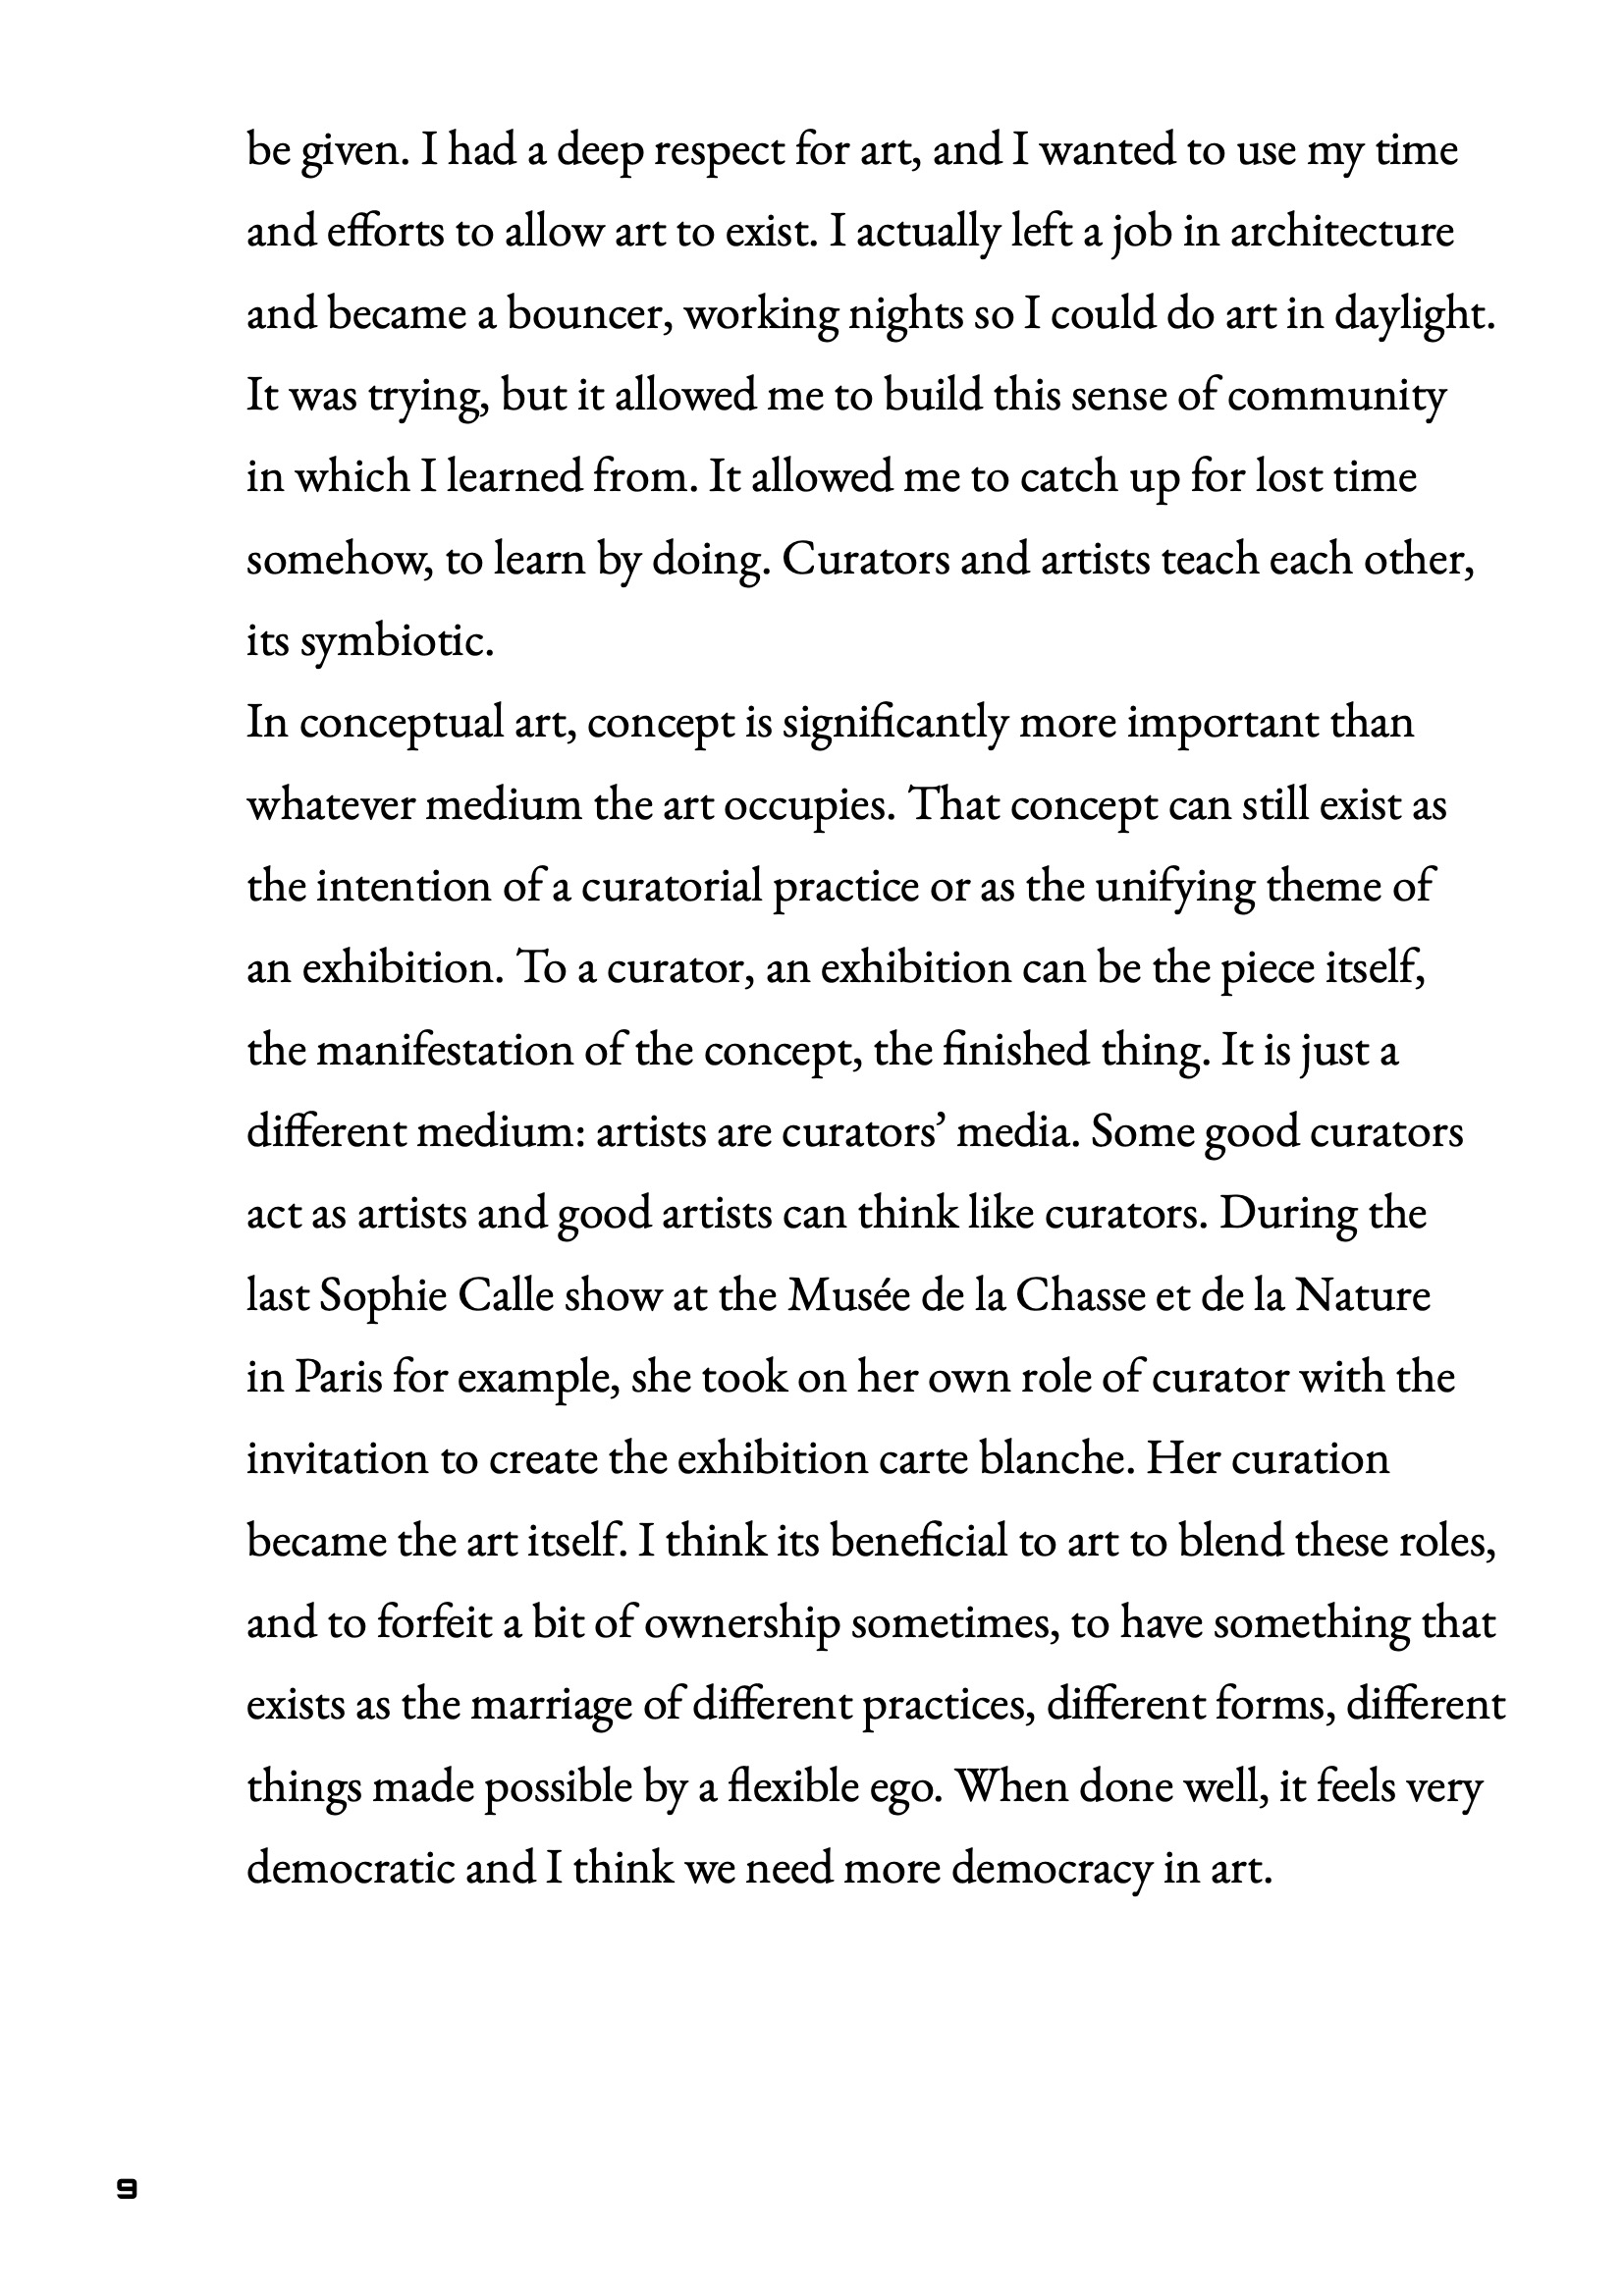 be given. I had a deep respect for art, and I wanted to use my time
and efforts to allow art to exist. I actually left a job in architecture
and became a bouncer, working nights so I could do art in daylight.
It was trying, but it allowed me to build this sense of community
in which I learned from. It allowed me to catch up for lost time
somehow, to learn by doing. Curators and artists teach each other,
its symbiotic.
In conceptual art, concept is significantly more important than
whatever medium the art occupies. That concept can still exist as
the intention of a curatorial practice or as the unifying theme of
an exhibition. To a curator, an exhibition can be the piece itself,
the manifestation of the concept, the finished thing. It is just a
different medium: artists are curators’ media. Some good curators
act as artists and good artists can think like curators. During the
last Sophie Calle show at the Musée de la Chasse et de la Nature
in Paris for example, she took on her own role of curator with the
invitation to create the exhibition carte blanche. Her curation
became the art itself. I think its beneficial to art to blend these roles,
and to forfeit a bit of ownership sometimes, to have something that
exists as the marriage of different practices, different forms, different
things made possible by a flexible ego. When done well, it feels very
democratic and I think we need more democracy in art.
9